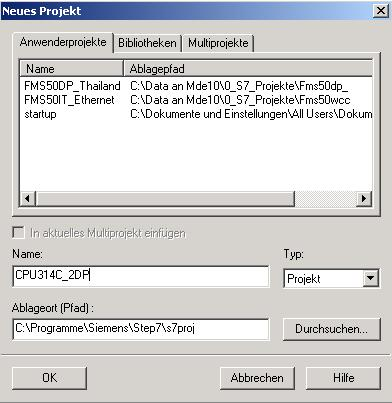 Neues Projekt
Anwenderprojekte Bibliotheken Multiprojekte
Name Ablagepfad
FMS50DP_Thailand C:\Data an Mde10\0_S7_Projekte\Fms50dp_
FMS50IT_Ethernet C:\Data an Mde10\0_S7_Projekte\Fms50wcc
startup C:\Dokumente und Einstellungen\All Users\Dokum
In aktuelles Multiprojekt einfügen
Name: Typ:
CPU314C_2DP Projekt
Ablageort (Pfad) :
C:\Programme\Siemens\Step7\s7proj Durchsuchen...
OK Abbrechen Hilfe